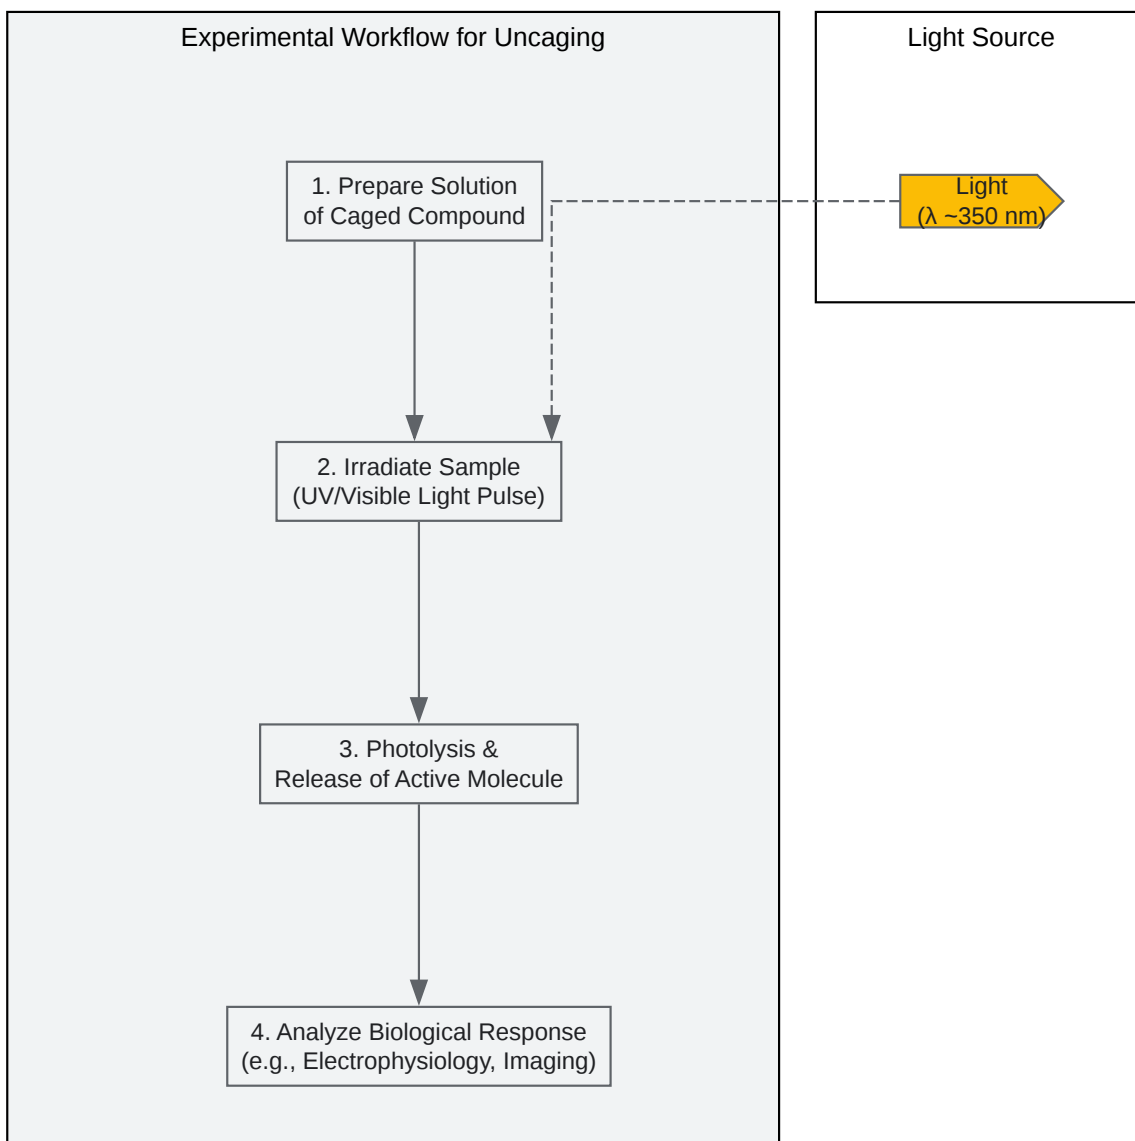 Experimental Workflow for Uncaging
Light Source
1. Prepare Solution
of Caged Compound
Light
(λ ~350 nm)
2. Irradiate Sample
(UV/Visible Light Pulse)
3. Photolysis &
Release of Active Molecule
4. Analyze Biological Response
(e.g., Electrophysiology, Imaging)